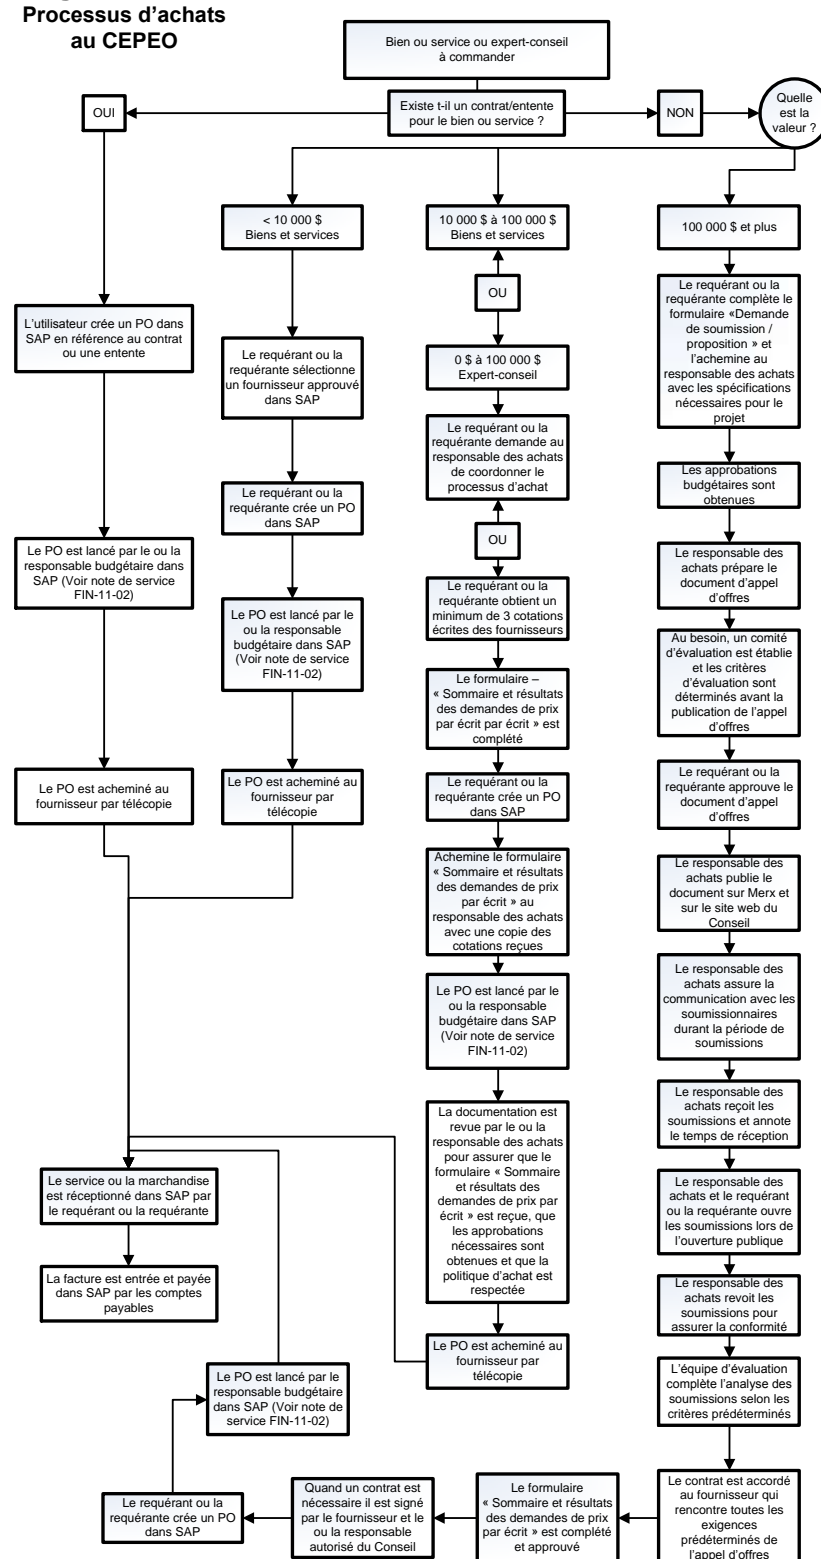 Processus d’achats
au CEPEO
Bien ou service ou expert-conseil
à commander
OUI
Existe t-il un contrat/entente
pour le bien ou service ?
NON
Quelle
est la
valeur ?
< 10 000 $
Biens et services
10 000 $ à 100 000 $
Biens et services
100 000 $ et plus
OU
0 $ à 100 000 $
Expert-conseil
L’utilisateur crée un PO dans
SAP en référence au contrat
ou une entente
Le PO est lancé par le ou la
responsable budgétaire dans
SAP (Voir note de service
FIN-11-02)
Le PO est acheminé au
fournisseur par télécopie
Le requérant ou la
requérante sélectionne
un fournisseur approuvé
dans SAP
Le requérant ou la
requérante crée un PO
dans SAP
Le PO est lancé par le
ou la responsable
budgétaire dans SAP
(Voir note de service
FIN-11-02)
Le PO est acheminé au
fournisseur par
télécopie
Le requérant ou la
requérante demande au
responsable des achats
de coordonner le
processus d’achat
OU
Le requérant ou la
requérante obtient un
minimum de 3 cotations
écrites des fournisseurs
Le formulaire –
« Sommaire et résultats
des demandes de prix
par écrit par écrit » est
complété
Le requérant ou la
requérante crée un PO
dans SAP
Achemine le formulaire
« Sommaire et résultats
des demandes de prix
par écrit » au
responsable des achats
avec une copie des
cotations reçues
Le PO est lancé par le
ou la responsable
budgétaire dans SAP
(Voir note de service
FIN-11-02)
La documentation est
revue par le ou la
responsable des achats
pour assurer que le
formulaire « Sommaire
et résultats des
demandes de prix par
écrit » est reçue, que
les approbations
nécessaires sont
obtenues et que la
politique d’achat est
respectée
Le PO est acheminé au
fournisseur par
télécopie
Le requérant ou la
requérante complète le
formulaire «Demande
de soumission /
proposition » et
l’achemine au
responsable des achats
avec les spécifications
nécessaires pour le
projet
Les approbations
budgétaires sont
obtenues
Le responsable des
achats prépare le
document d’appel
d’offres
Au besoin, un comité
d’évaluation est établie
et les critères
d’évaluation sont
déterminés avant la
publication de l’appel
d’offres
Le requérant ou la
requérante approuve le
document d’appel
d’offres
Le responsable des
achats publie le
document sur Merx et
sur le site web du
Conseil
Le responsable des
achats assure la
communication avec les
soumissionnaires
durant la période de
soumissions
Le responsable des
achats reçoit les
soumissions et annote
le temps de réception
Le responsable des
achats et le requérant
ou la requérante ouvre
les soumissions lors de
l’ouverture publique
Le responsable des
achats revoit les
soumissions pour
assurer la conformité
L’équipe d’évaluation
complète l’analyse des
soumissions selon les
critères prédéterminés
Le contrat est accordé
au fournisseur qui
rencontre toutes les
exigences
prédéterminés de
l’appel d’offres
Le formulaire
« Sommaire et résultats
des demandes de prix
par écrit » est complété
et approuvé
Quand un contrat est
nécessaire il est signé
par le fournisseur et le
ou la responsable
autorisé du Conseil
Le requérant ou la
requérante crée un PO
dans SAP
Le PO est lancé par le
responsable budgétaire
dans SAP (Voir note de
service FIN-11-02)
Le service ou la marchandise
est réceptionné dans SAP par
le requérant ou la requérante
La facture est entrée et payée
dans SAP par les comptes
payables